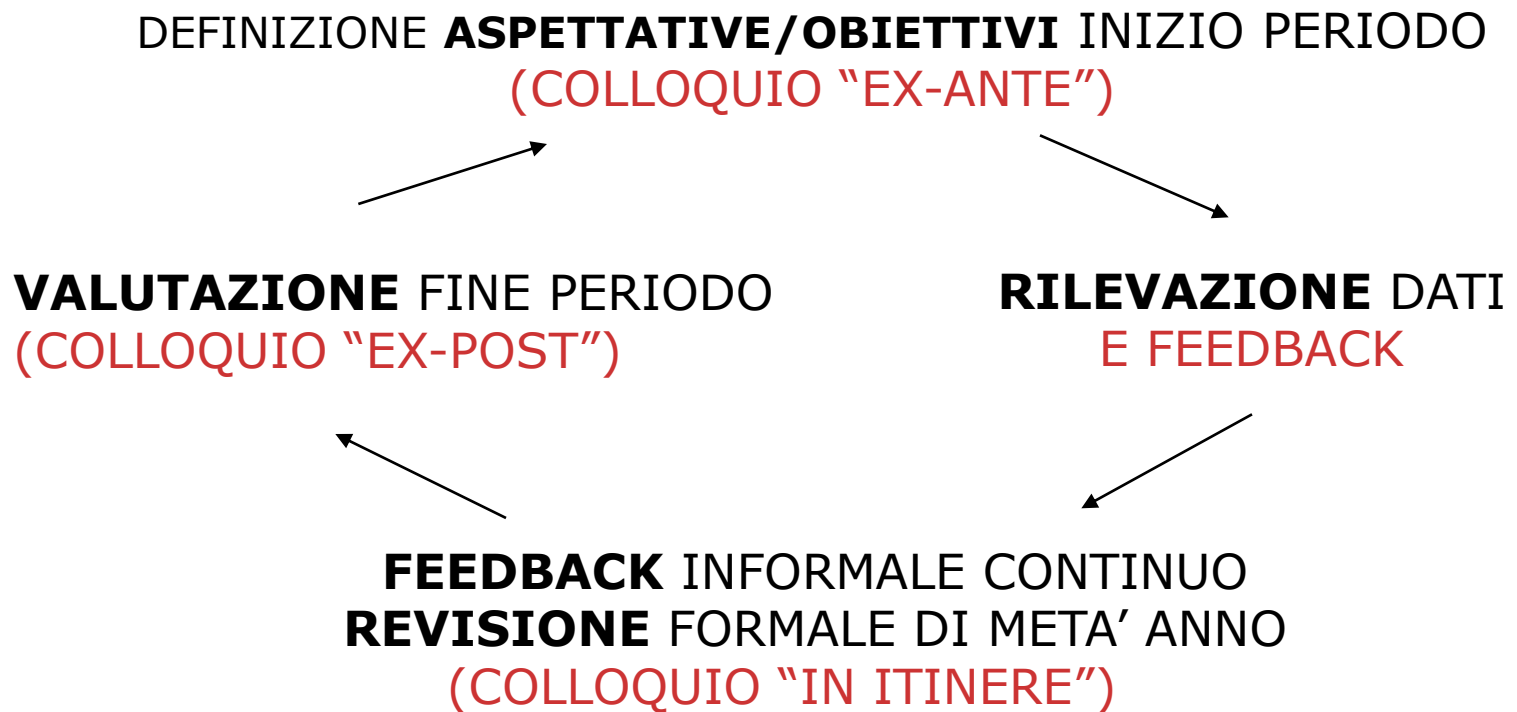 DEFINIZIONE ASPETTATIVE/OBIETTIVI INIZIO PERIODO
(COLLOQUIO “EX-ANTE”)
VALUTAZIONE FINE PERIODO
(COLLOQUIO “EX-POST”)
RILEVAZIONE DATI
E FEEDBACK
FEEDBACK INFORMALE CONTINUO
REVISIONE FORMALE DI META’ ANNO
(COLLOQUIO “IN ITINERE”)